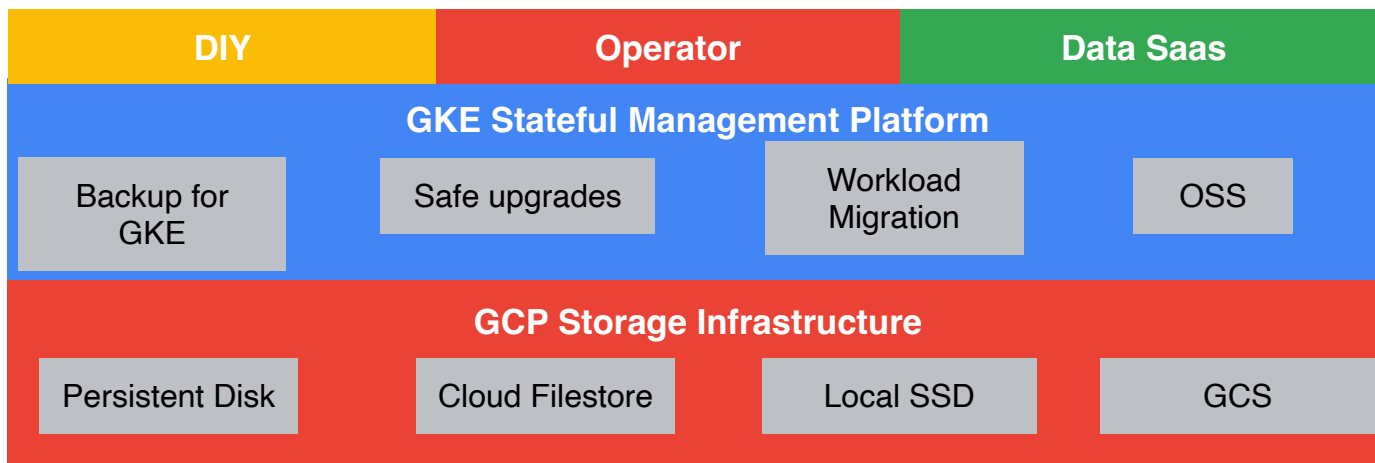 DIY
Operator
Data Saas
GKE Stateful Management Platform
Backup for
GKE
Safe upgrades
Workload
Migration
OSS
GCP Storage Infrastructure
Persistent Disk
Cloud Filestore
Local SSD
GCS